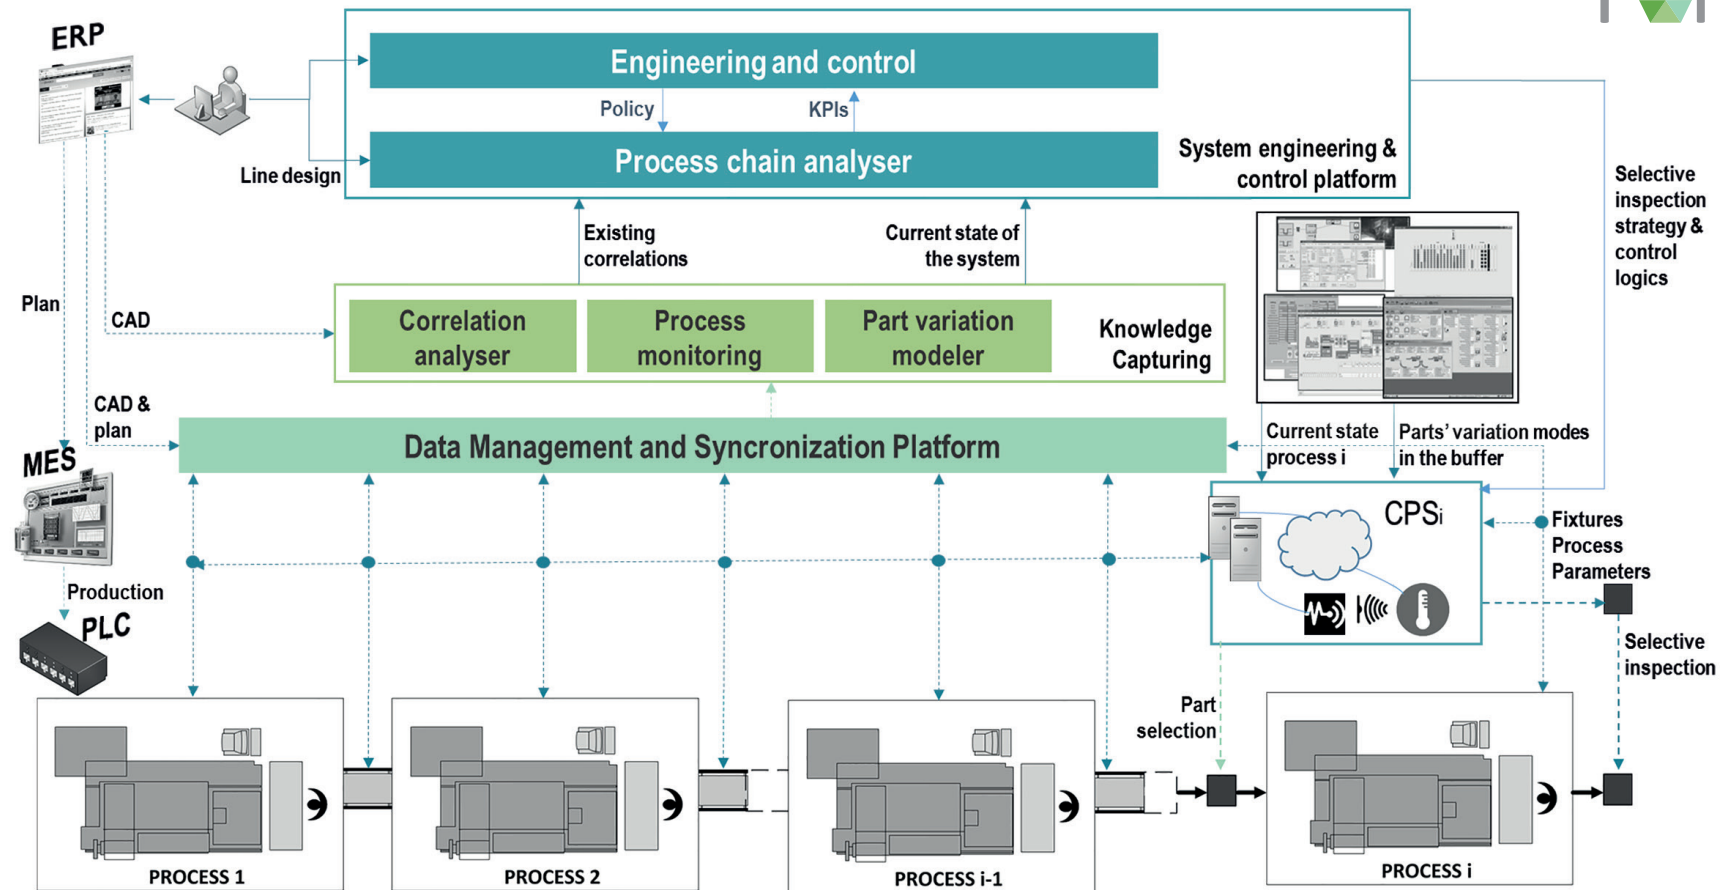 ERP
Engineering and control
Policy
KPIs
Process chain analyser
System engineering &
control platform
Line design
Selective
inspection
strategy &
control
logics
Existing
correlations
Current state of
the system
Plan
CAD
Correlation
analyser
Process
monitoring
Part variation
modeler
Knowledge
Capturing
CAD &
plan
Data Management and Syncronization Platform
Current state
process i
Parts' variation modes
in the buffer
MES
CPSi
Fixtures
Process
Parameters
Production
PLC
Selective
inspection
Part
selection
PROCESS 1
PROCESS 2
PROCESS i-1
PROCESS i